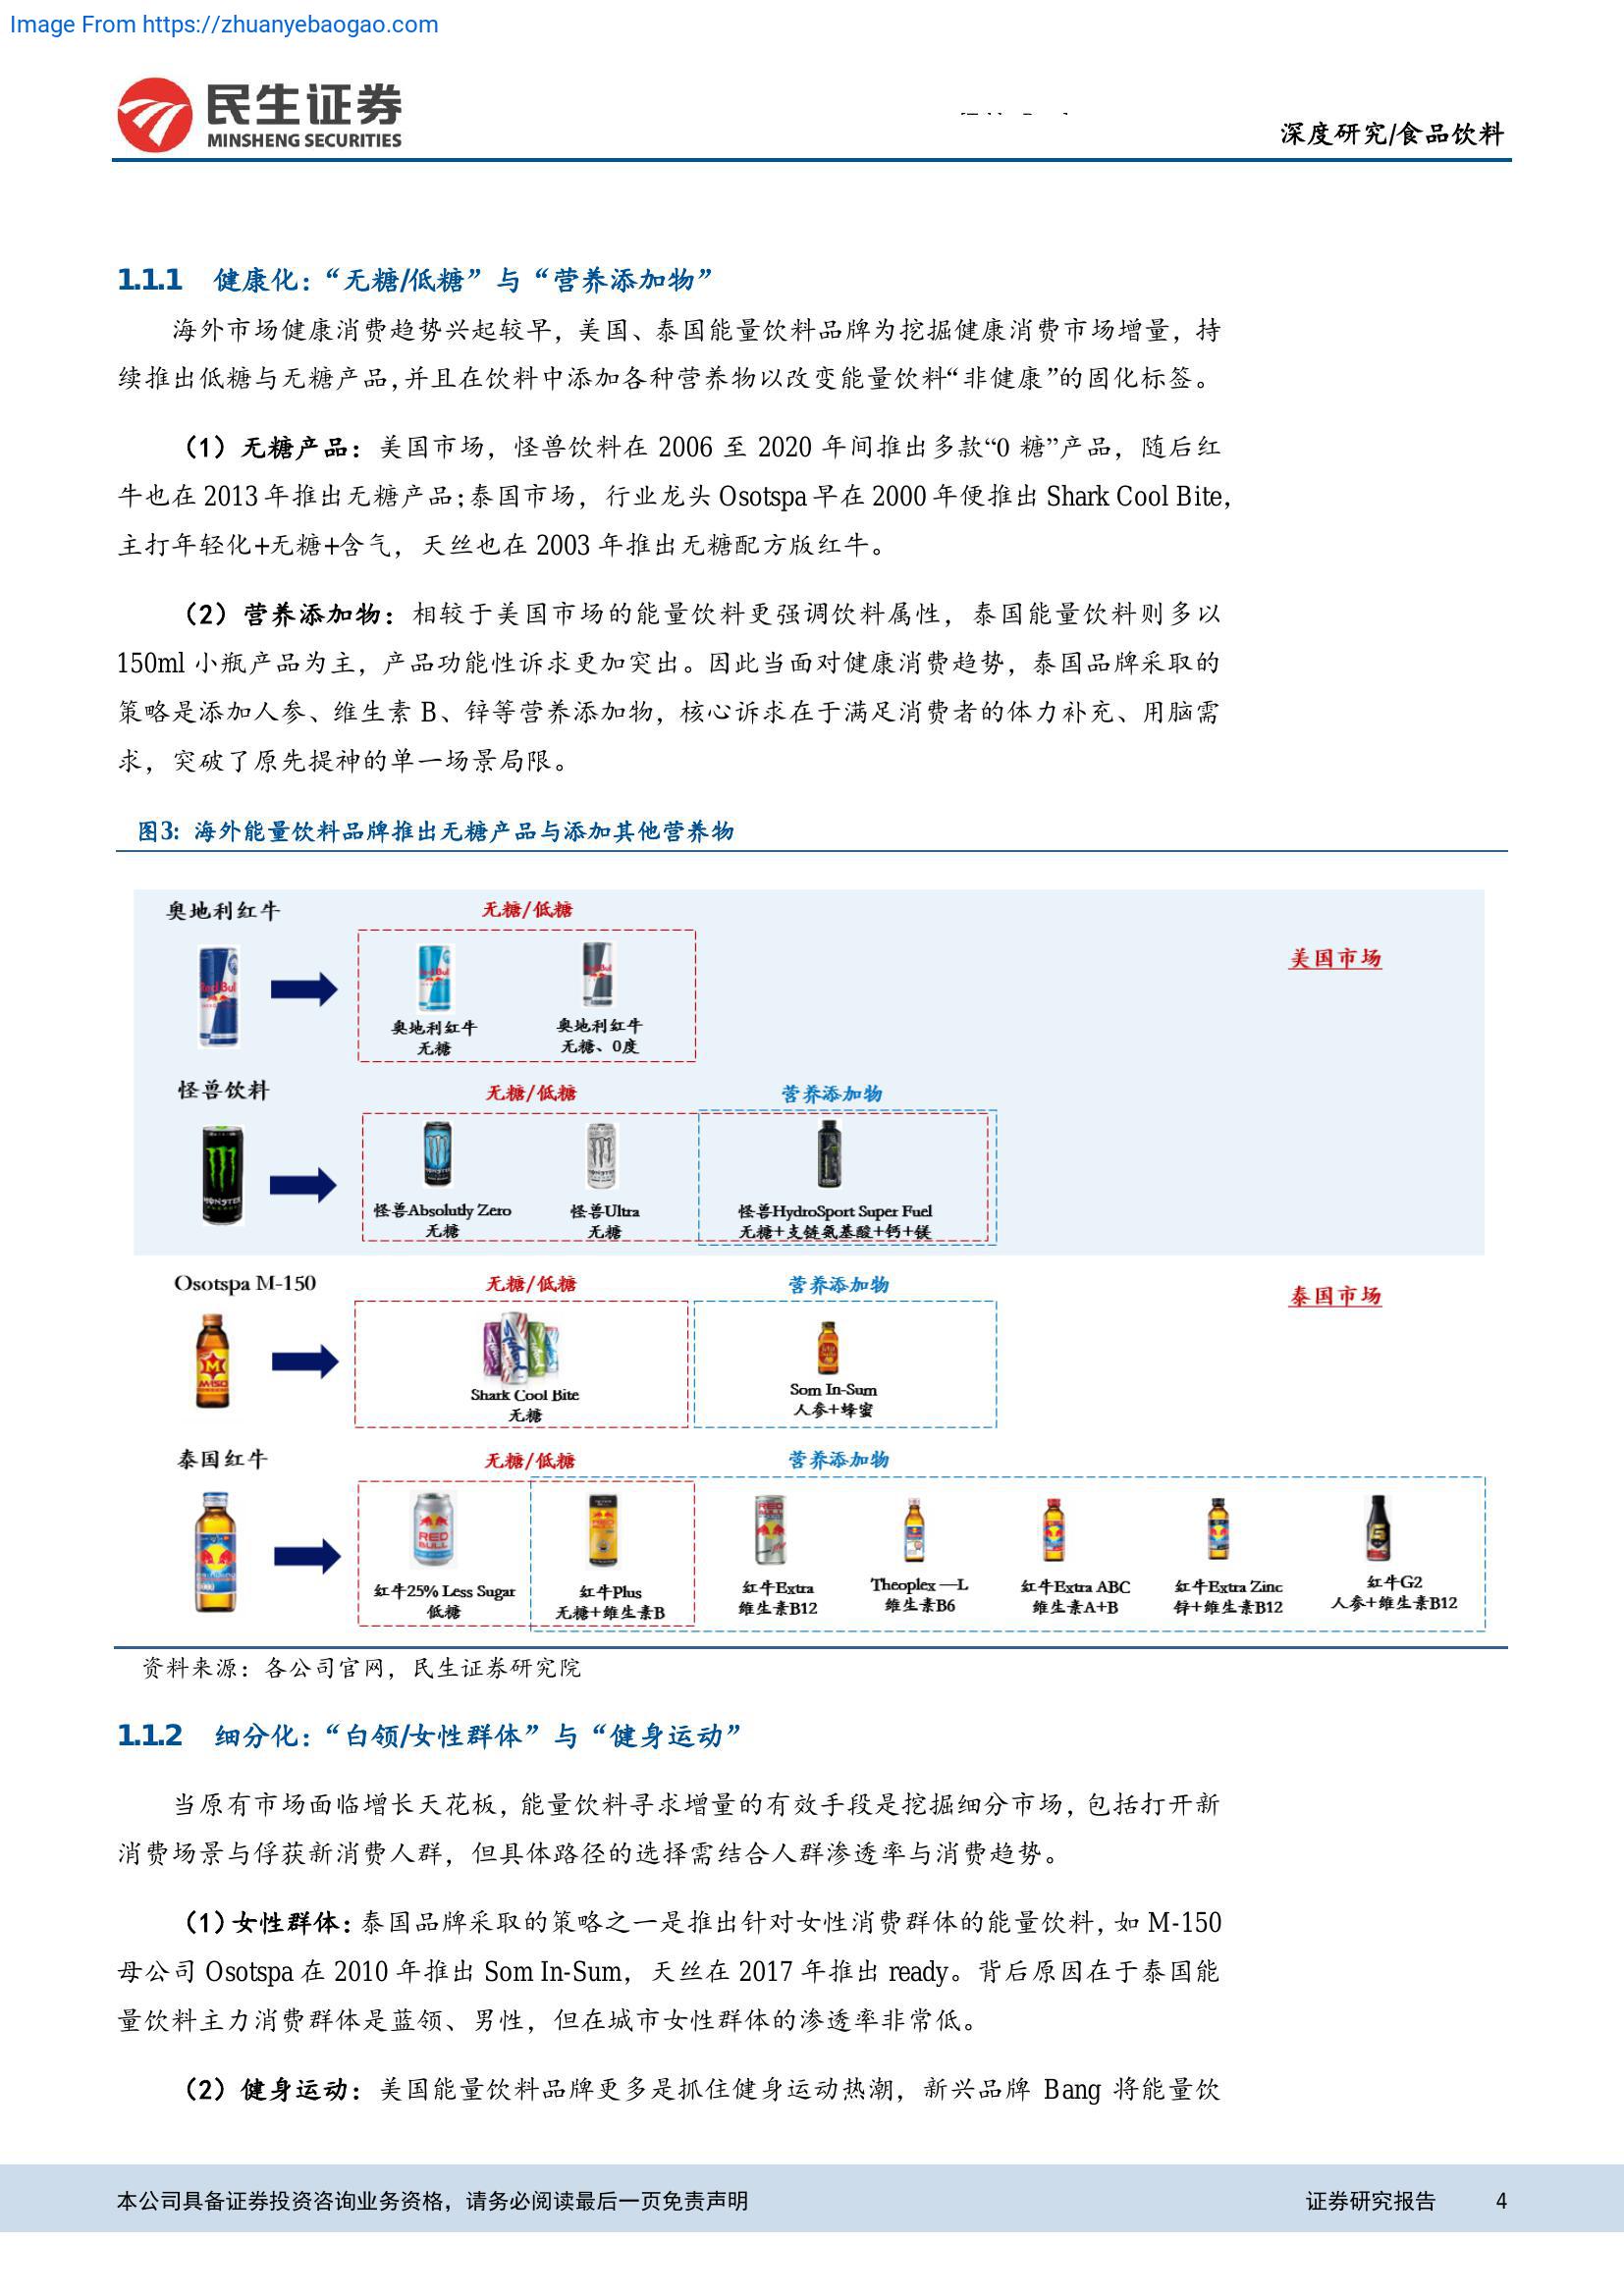 Image From https://zhuanyebaogao.com
民生证券
MINSHENG SECURITIES
深度研究/食品饮料
1.1.1 健康化：“无糖/低糖”与“营养添加物”
海外市场健康消费趋势兴起较早，美国、泰国能量饮料品牌为挖掘健康消费市场增量，持
续推出低糖与无糖产品，并且在饮料中添加各种营养物以改变能量饮料“非健康”的固化标签。
（1）无糖产品：美国市场，怪兽饮料在 2006 至 2020 年间推出多款“0 糖”产品，随后红
牛也在 2013 年推出无糖产品；泰国市场，行业龙头 Osotspa 早在 2000 年便推出 Shark Cool Bite，
主打年轻化+无糖+含气，天丝也在 2003 年推出无糖配方版红牛。
（2）营养添加物：相较于美国市场的能量饮料更强调饮料属性，泰国能量饮料则多以
150ml 小瓶产品为主，产品功能性诉求更加突出。因此当面对健康消费趋势，泰国品牌采取的
策略是添加人参、维生素 B、锌等营养添加物，核心诉求在于满足消费者的体力补充、用脑需
求，突破了原先提神的单一场景局限。
图3：海外能量饮料品牌推出无糖产品与添加其他营养物
奥地利红牛
无糖/低糖
美国市场
奥地利红牛
无糖
奥地利红牛
无糖、0度
怪兽饮料
无糖/低糖
营养添加物
怪兽Absolutly Zero
无糖
怪兽Ultra
无糖
怪兽HydroSport Super Fuel
无糖+支链氨基酸+钙+镁
Osotspa M-150
无糖/低糖
营养添加物
泰国市场
Shark Cool Bite
无糖
Som In-Sum
人参+蜂蜜
泰国红牛
无糖/低糖
营养添加物
红牛25% Less Sugar
低糖
红牛Plus
无糖+维生素B
红牛Extra
维生素B12
Theoplex —L
维生素B6
红牛Extra ABC
维生素A+B
红牛Extra Zinc
锌+维生素B12
红牛G2
人参+维生素B12
资料来源：各公司官网，民生证券研究院
1.1.2 细分化：“白领/女性群体”与“健身运动”
当原有市场面临增长天花板，能量饮料寻求增量的有效手段是挖掘细分市场，包括打开新
消费场景与俘获新消费人群，但具体路径的选择需结合人群渗透率与消费趋势。
（1）女性群体：泰国品牌采取的策略之一是推出针对女性消费群体的能量饮料，如 M-150
母公司 Osotspa 在 2010 年推出 Som In-Sum，天丝在 2017 年推出 ready。背后原因在于泰国能
量饮料主力消费群体是蓝领、男性，但在城市女性群体的渗透率非常低。
（2）健身运动：美国能量饮料品牌更多是抓住健身运动热潮，新兴品牌 Bang 将能量饮
本公司具备证券投资咨询业务资格，请务必阅读最后一页免责声明
证券研究报告 4